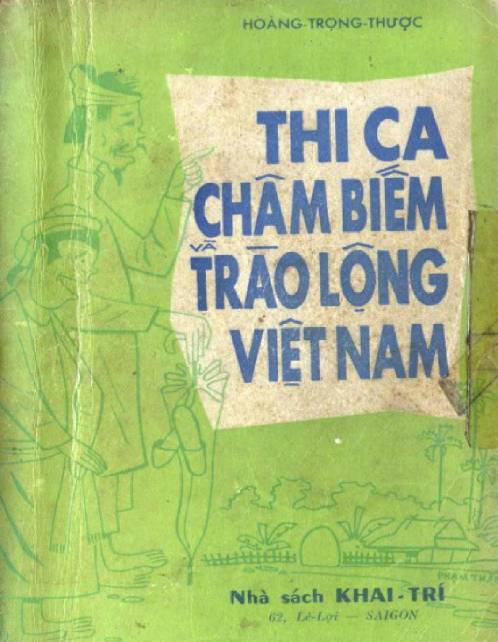 HOÀNG-TRỌNG-THƯỢC
THI CA
CHÂM BIẾM
VÀ
TRÀO LỘNG
VIỆT NAM
Nhà sách KHAI-TRÍ
62, Lê-Lợi — SAIGON